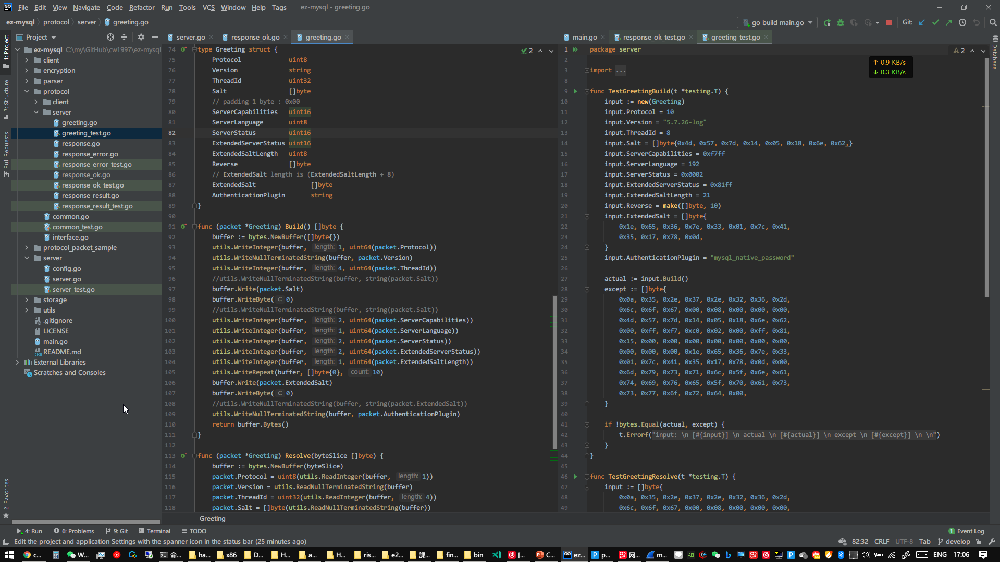 File Edit View Navigate Code Refactor Run Tools VCS Window Help Tags ez-mysql - greeting.go
ez-mysql protocol server greeting.go
go build main.go Git:
Project
server.go response_ok.go greeting.go
main.go response_ok_test.go greeting_test.go
1: Project
7: Structure
Pull Requests
2: Favorites
Database
ez-mysql C:\my\GitHub\cw1997\ez-mysql
client
encryption
parser
protocol
client
server
greeting.go
greeting_test.go
response.go
response_error.go
response_error_test.go
response_ok.go
response_ok_test.go
response_result.go
response_result_test.go
common.go
common_test.go
interface.go
protocol_packet_sample
server
config.go
server.go
server_test.go
storage
utils
.gitignore
LICENSE
main.go
README.md
External Libraries
Scratches and Consoles
2
74 type Greeting struct {
75 Protocol uint8
76 Version string
77 ThreadId uint32
78 Salt []byte
79 // padding 1 byte : 0x00
80 ServerCapabilities uint16
81 ServerLanguage uint8
82 ServerStatus uint16
83 ExtendedServerStatus uint16
84 ExtendedSaltLength uint8
85 Reverse []byte
86 // ExtendedSalt length is (ExtendedSaltLength + 8)
87 ExtendedSalt []byte
88 AuthenticationPlugin string
89 }
90
91 func (packet *Greeting) Build() []byte {
92 buffer := bytes.NewBuffer([]byte{})
93 utils.WriteInteger(buffer, length: 1, uint64(packet.Protocol))
94 utils.WriteNullTerminatedString(buffer, packet.Version)
95 utils.WriteInteger(buffer, length: 4, uint64(packet.ThreadId))
96 //utils.WriteNullTerminatedString(buffer, string(packet.Salt))
97 buffer.Write(packet.Salt)
98 buffer.WriteByte( c: 0)
99 //utils.WriteNullTerminatedString(buffer, string(packet.Salt))
100 utils.WriteInteger(buffer, length: 2, uint64(packet.ServerCapabilities))
101 utils.WriteInteger(buffer, length: 1, uint64(packet.ServerLanguage))
102 utils.WriteInteger(buffer, length: 2, uint64(packet.ServerStatus))
103 utils.WriteInteger(buffer, length: 2, uint64(packet.ExtendedServerStatus))
104 utils.WriteInteger(buffer, length: 1, uint64(packet.ExtendedSaltLength))
105 utils.WriteRepeat(buffer, []byte{0}, count: 10)
106 buffer.Write(packet.ExtendedSalt)
107 buffer.WriteByte( c: 0)
108 //utils.WriteNullTerminatedString(buffer, string(packet.ExtendedSalt))
109 utils.WriteNullTerminatedString(buffer, packet.AuthenticationPlugin)
110 return buffer.Bytes()
111 }
112
113 func (packet *Greeting) Resolve(byteSlice []byte) {
114 buffer := bytes.NewBuffer(byteSlice)
115 packet.Protocol = uint8(utils.ReadInteger(buffer, length: 1))
116 packet.Version = utils.ReadNullTerminatedString(buffer)
117 packet.ThreadId = uint32(utils.ReadInteger(buffer, length: 4))
118 packet.Salt = []byte(utils.ReadNullTerminatedString(buffer))
Greeting
2
↑ 0.9 KB/s
↓ 0.3 KB/s
1 package server
2
3 import ...
8
9 func TestGreetingBuild(t *testing.T) {
10 input := new(Greeting)
11 input.Protocol = 10
12 input.Version = "5.7.26-log"
13 input.ThreadId = 8
14 input.Salt = []byte{0x4d, 0x57, 0x7d, 0x14, 0x05, 0x18, 0x6e, 0x62,}
15 input.ServerCapabilities = 0xf7ff
16 input.ServerLanguage = 192
17 input.ServerStatus = 0x0002
18 input.ExtendedServerStatus = 0x81ff
19 input.ExtendedSaltLength = 21
20 input.Reverse = make([]byte, 10)
21 input.ExtendedSalt = []byte{
22 0x1e, 0x65, 0x36, 0x7e, 0x33, 0x01, 0x7c, 0x41,
23 0x35, 0x17, 0x78, 0x0d,
24 }
25 input.AuthenticationPlugin = "mysql_native_password"
26
27 actual := input.Build()
28 except := []byte{
29 0x0a, 0x35, 0x2e, 0x37, 0x2e, 0x32, 0x36, 0x2d,
30 0x6c, 0x6f, 0x67, 0x00, 0x08, 0x00, 0x00, 0x00,
31 0x4d, 0x57, 0x7d, 0x14, 0x05, 0x18, 0x6e, 0x62,
32 0x00, 0xff, 0xf7, 0xc0, 0x02, 0x00, 0xff, 0x81,
33 0x15, 0x00, 0x00, 0x00, 0x00, 0x00, 0x00, 0x00,
34 0x00, 0x00, 0x00, 0x1e, 0x65, 0x36, 0x7e, 0x33,
35 0x01, 0x7c, 0x41, 0x35, 0x17, 0x78, 0x0d, 0x00,
36 0x6d, 0x79, 0x73, 0x71, 0x6c, 0x5f, 0x6e, 0x61,
37 0x74, 0x69, 0x76, 0x65, 0x5f, 0x70, 0x61, 0x73,
38 0x73, 0x77, 0x6f, 0x72, 0x64, 0x00,
39 }
40
41 if !bytes.Equal(actual, except) {
42 t.Errorf("input: \n [#{input}] \n actual \n [#{actual}] \n except \n [#{except}] \n \n")
43 }
44 }
45
46 func TestGreetingResolve(t *testing.T) {
47 input := []byte{
48 0x0a, 0x35, 0x2e, 0x37, 0x2e, 0x32, 0x36, 0x2d,
49 0x6c, 0x6f, 0x67, 0x00, 0x08, 0x00, 0x00, 0x00,
4: Run 6: Problems 9: Git Terminal TODO 1 Event Log
Edit the project and application Settings with the spanner icon in the status bar (25 minutes ago) 82:32 CRLF UTF-8 Tab develop
c... W... 命... ha... x86 D... H... a... H... ris... e2... 課... fin... bin [... C... ez... p... 网... m... ENG 17:06